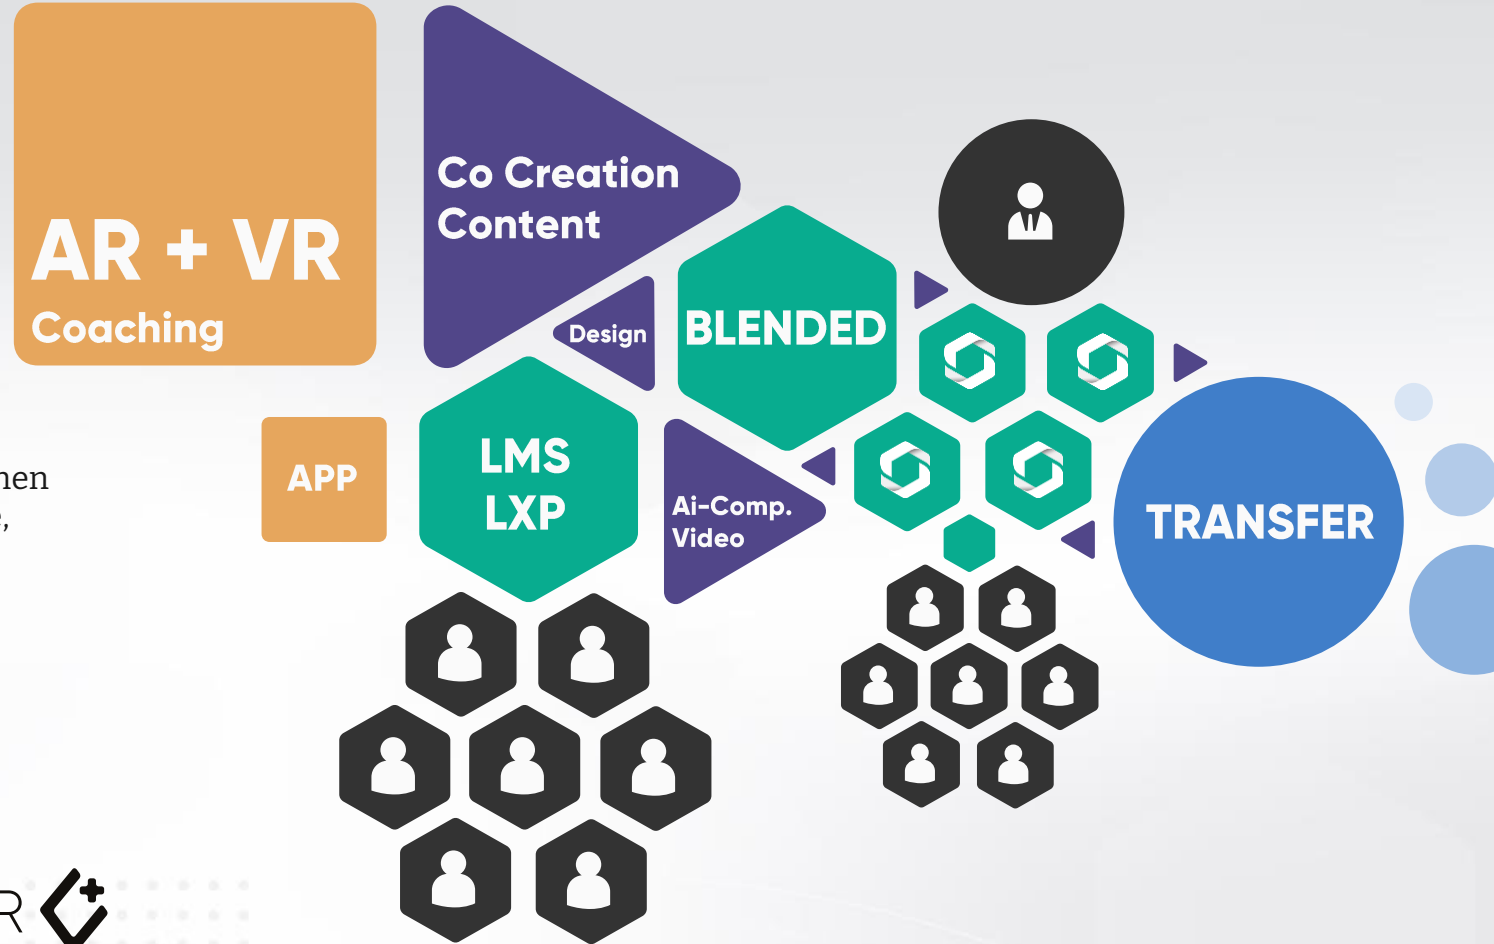 AR + VR
Coaching
Co Creation
Content
Design
BLENDED
APP
LMS
LXP
Ai-Comp.
Video
TRANSFER